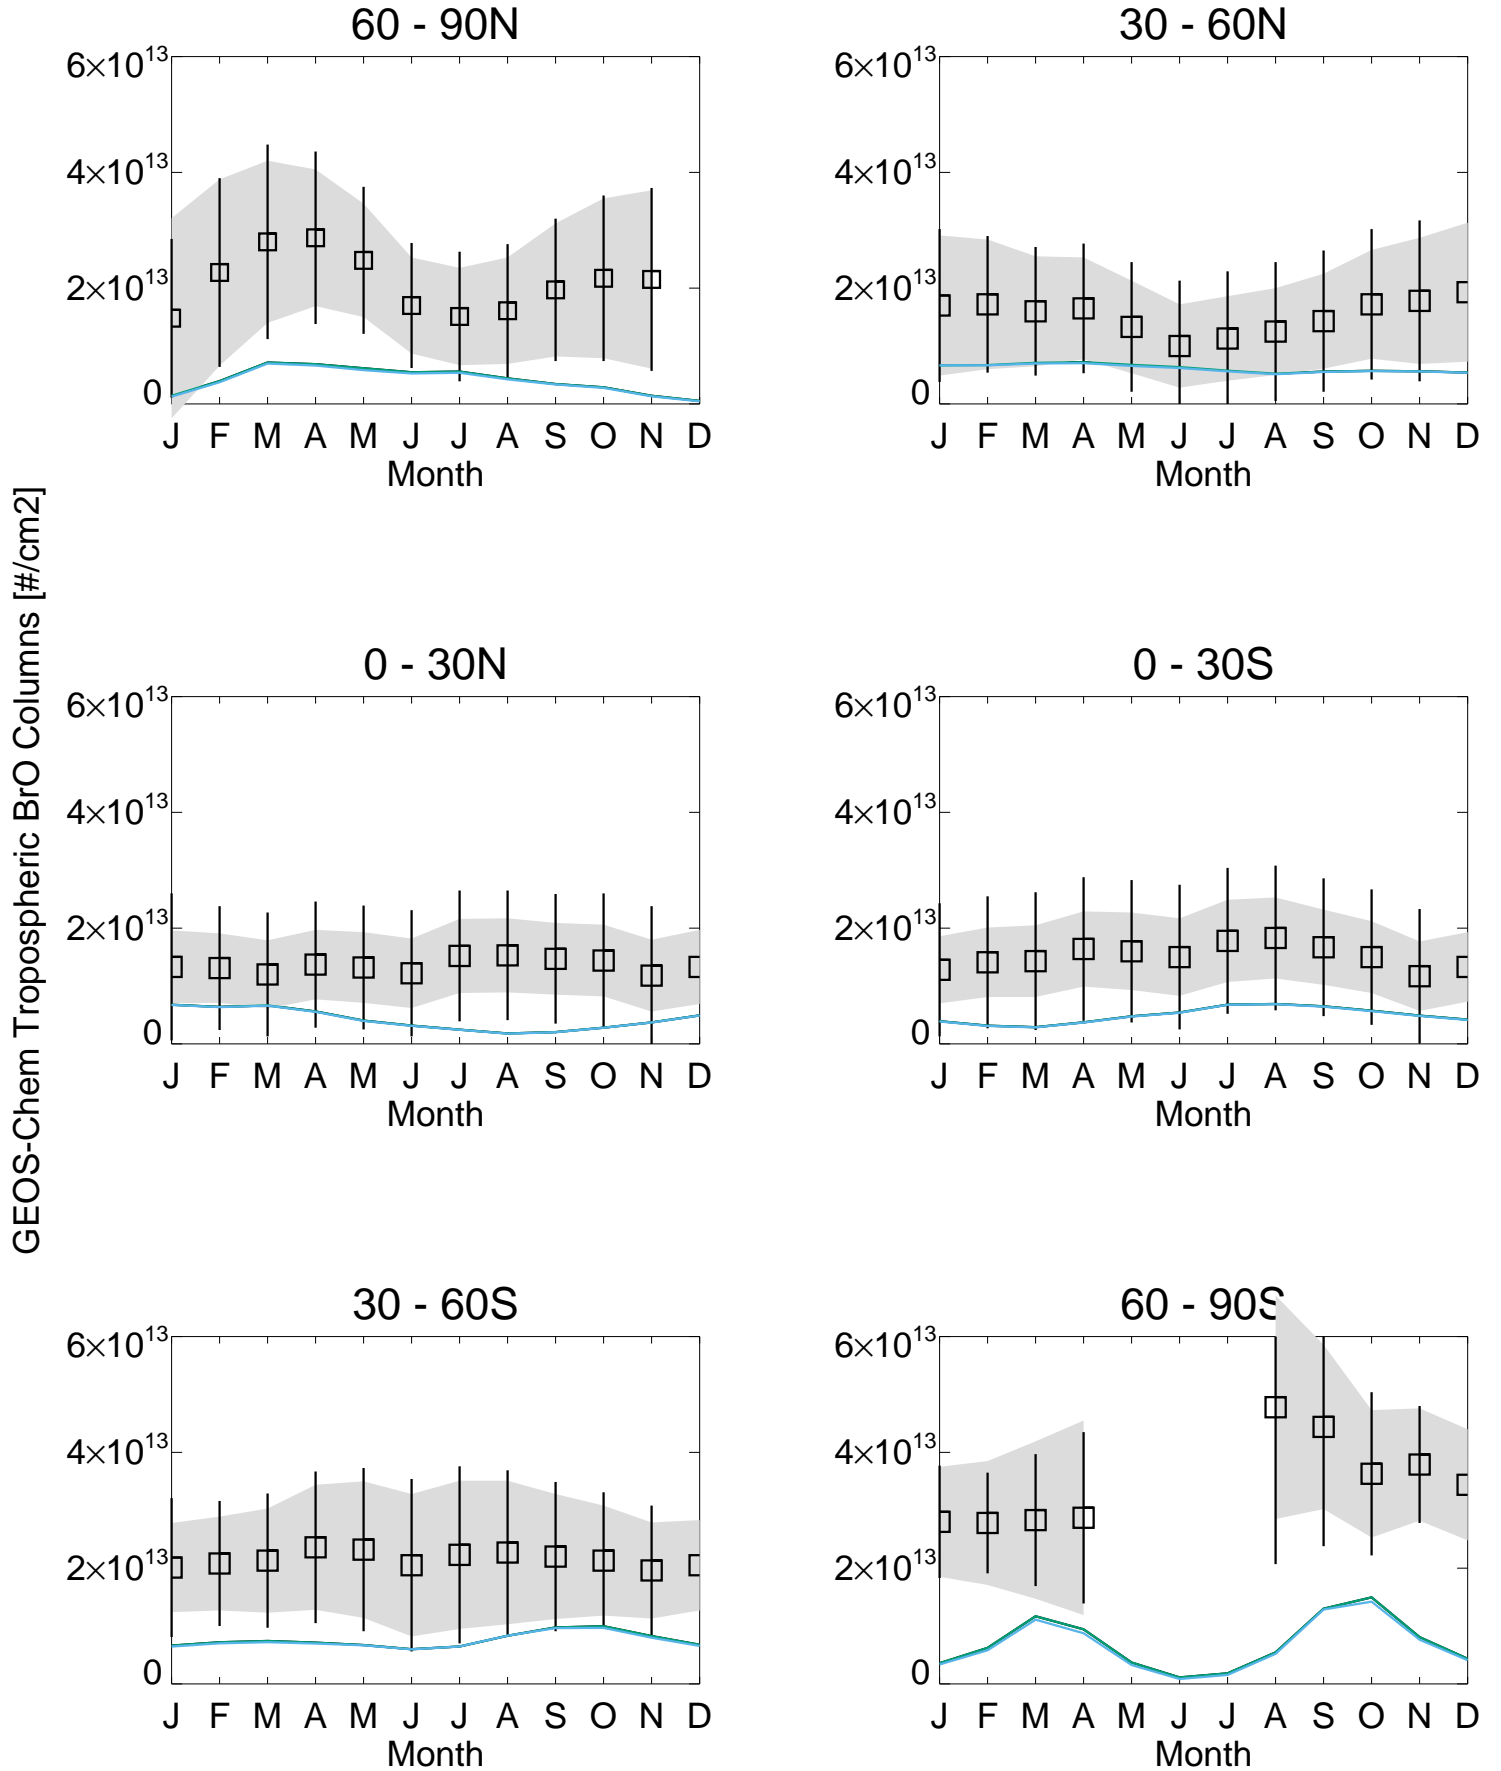 GEOS-Chem Tropospheric BrO Columns [#/cm2]
60 - 90N
6×10¹³
4×10¹³
2×10¹³
0
J F M A M J J A S O N D
Month
30 - 60N
6×10¹³
4×10¹³
2×10¹³
0
J F M A M J J A S O N D
Month
0 - 30N
6×10¹³
4×10¹³
2×10¹³
0
J F M A M J J A S O N D
Month
0 - 30S
6×10¹³
4×10¹³
2×10¹³
0
J F M A M J J A S O N D
Month
30 - 60S
6×10¹³
4×10¹³
2×10¹³
0
J F M A M J J A S O N D
Month
60 - 90S
6×10¹³
4×10¹³
2×10¹³
0
J F M A M J J A S O N D
Month